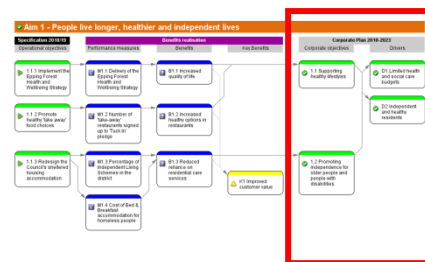 Aim 1 - People live longer, healthier and independent lives
Specification 2018/19
Benefits realisation
Corporate Plan 2018-2023
Operational objectives
Performance measures
Benefits
Key Benefits
Corporate objectives
Drivers
1.1.1 Implement the
Epping Forest
Health and
Wellbeing Strategy
M1.1 Delivery of the
Epping Forest
Health and
Wellbeing Strategy
B1.1 Increased
quality of life
1.1 Supporting
healthy lifestyles
D1 Limited health
and social care
budgets
1.1.2 Promote
healthy 'take away'
food choices
M1.2 Number of
'take-away'
restaurants signed
up to 'Tuck In'
pledge
B1.2 Increased
healthy options in
restaurants
D2 Independent
and healthy
residents
1.1.3 Redesign the
Council's sheltered
housing
accommodation
M1.3 Percentage of
Independent Living
Schemes in the
district
B1.3 Reduced
reliance on
residential care
services
K1 Improved
customer value
1.2 Promoting
independence for
older people and
people with
disabilities
M1.4 Cost of Bed &
Breakfast
accommodation for
homeless people